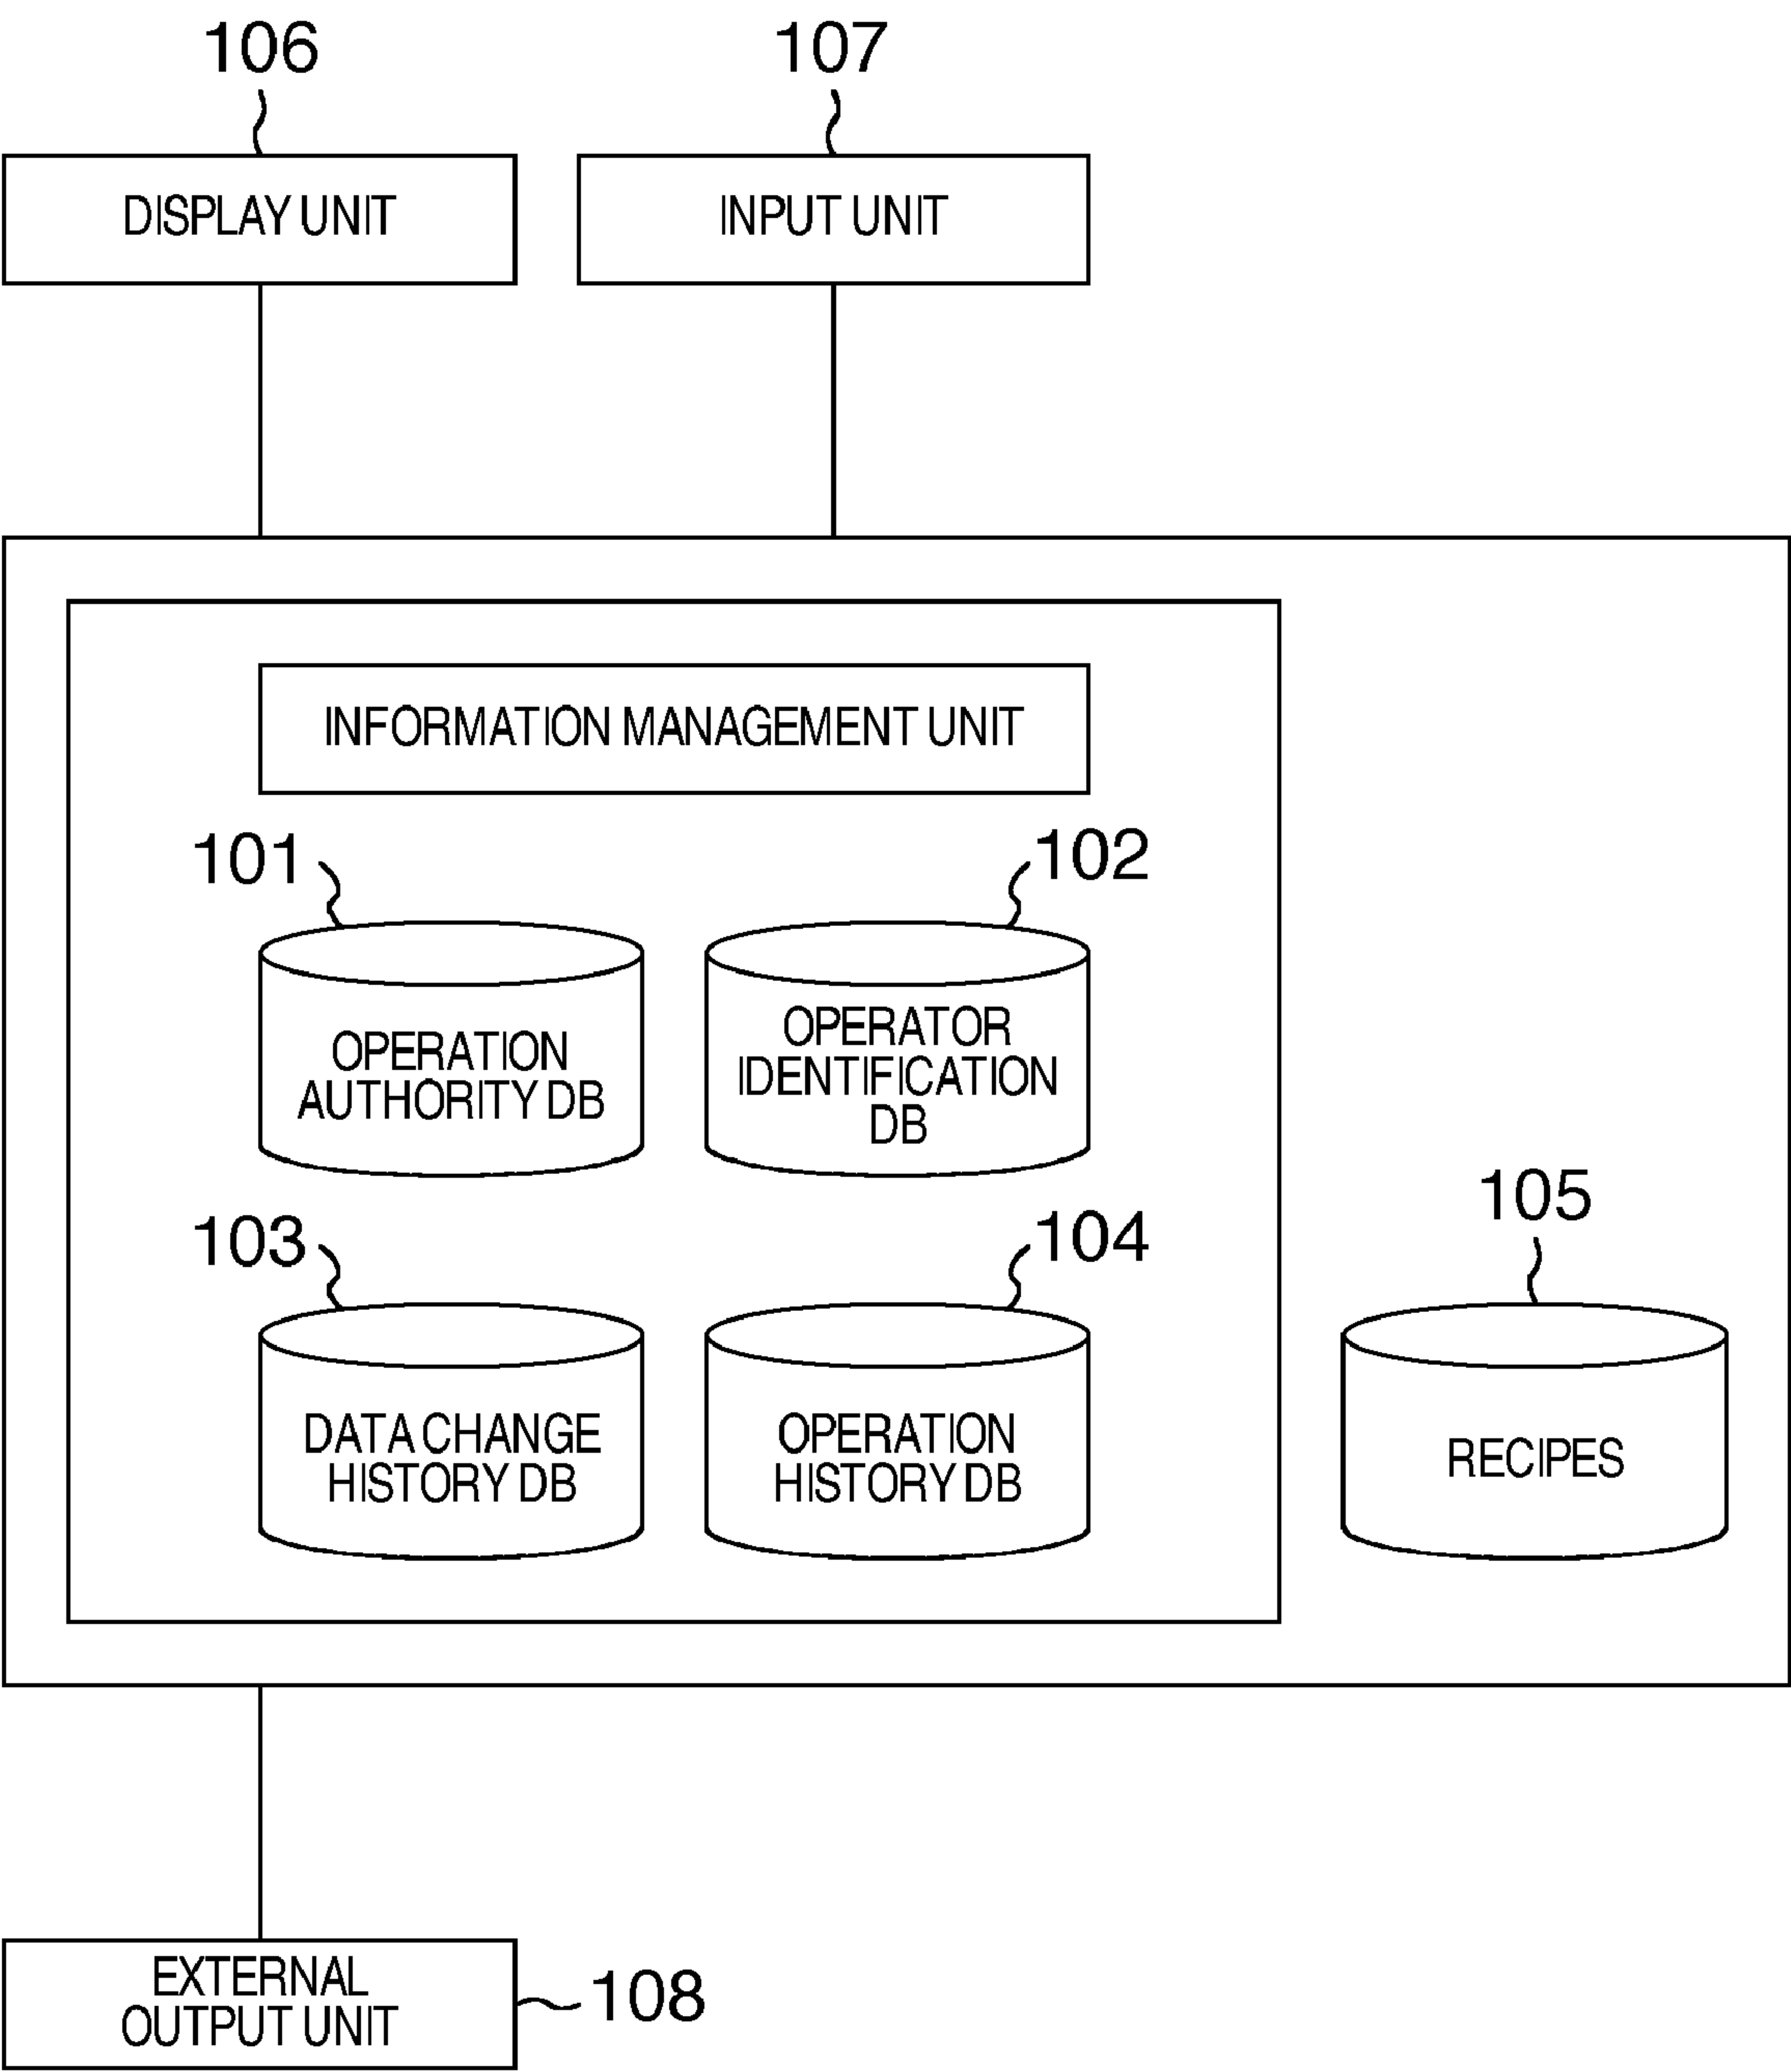 106
107
DISPLAY UNIT
INPUT UNIT
INFORMATION MANAGEMENT UNIT
101
102
OPERATION
AUTHORITY DB
OPERATOR
IDENTIFICATION
DB
103
104
105
DATA CHANGE
HISTORY DB
OPERATION
HISTORY DB
RECIPES
EXTERNAL
OUTPUT UNIT
108